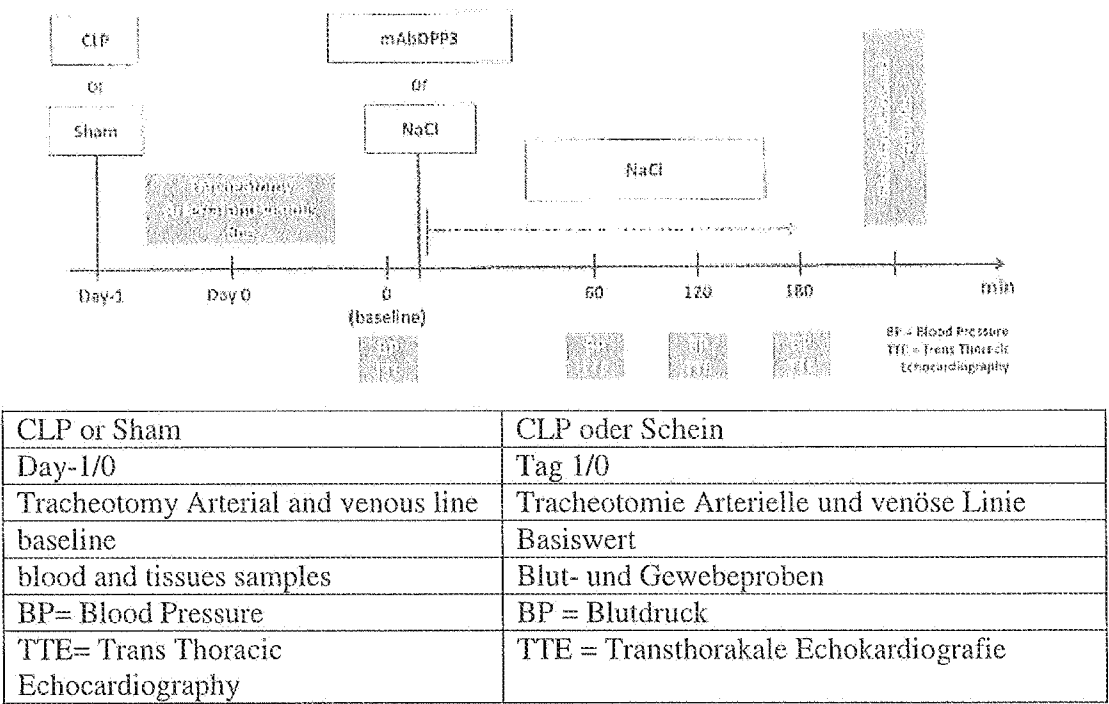 CLP
or
Sham
mAbDPP3
or
NaCl
NaCl
Day-1
Day 0
0
(baseline)
60
120
180
min
BP = Blood Pressure
TTE = Trans Thoracic
Echocardiography
CLP or Sham
CLP oder Schein
Day-1/0
Tag 1/0
Tracheotomy Arterial and venous line
Tracheotomie Arterielle und venöse Linie
baseline
Basiswert
blood and tissues samples
Blut- und Gewebeproben
BP= Blood Pressure
BP = Blutdruck
TTE= Trans Thoracic
Echocardiography
TTE = Transthorakale Echokardiografie